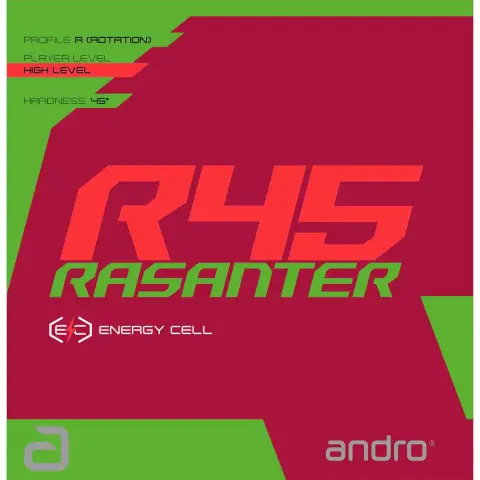 PROFILE R (ROTATION)
PLAYER LEVEL
HIGH LEVEL
HARDNESS 45°
R45
RASANTER
E C ENERGY CELL
a
andro®